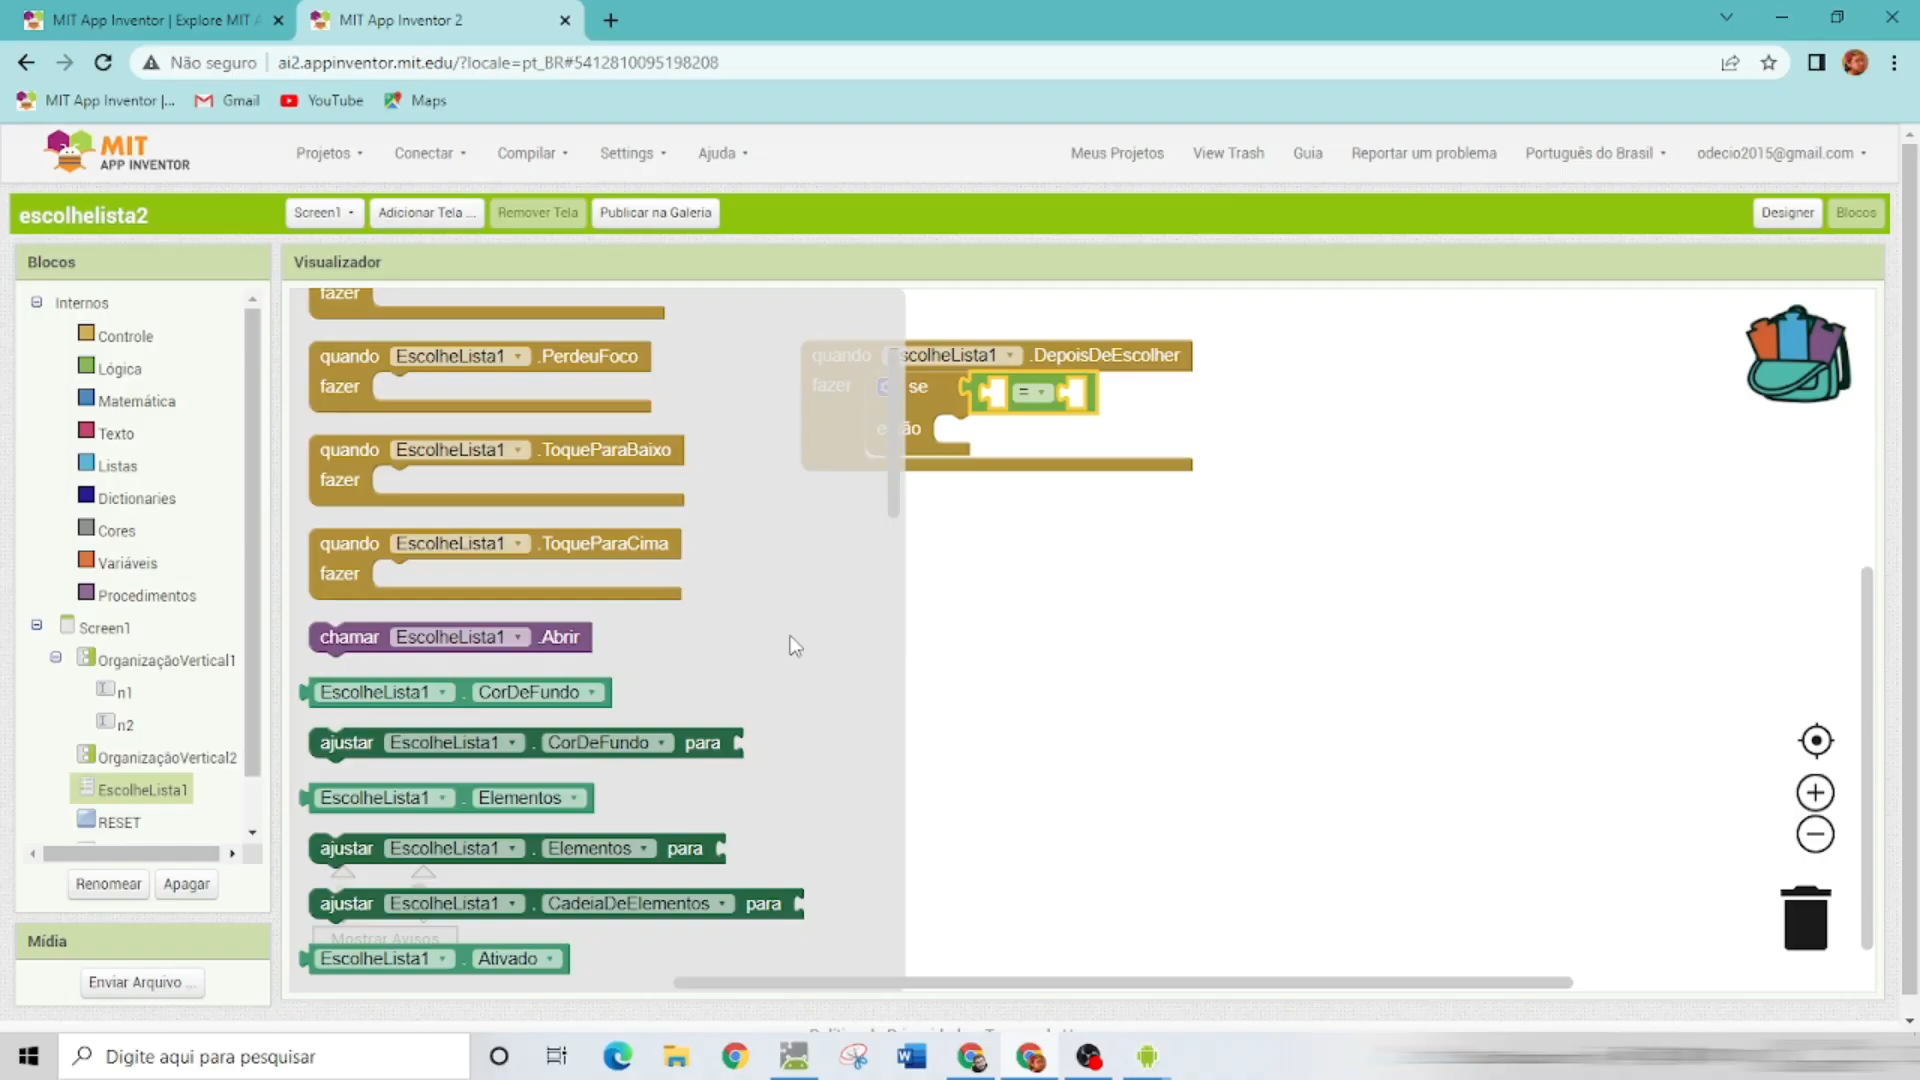 MIT App Inventor | Explore MIT A
MIT App Inventor 2
Não seguro
ai2.appinventor.mit.edu/?locale=pt_BR#5412810095198208
MIT App Inventor |...
Gmail
YouTube
Maps
MIT
APP INVENTOR
Projetos
Conectar
Compilar
Settings
Ajuda
Meus Projetos
View Trash
Guia
Reportar um problema
Português do Brasil
odecio2015@gmail.com
escolhelista2
Screen1
Adicionar Tela ...
Remover Tela
Publicar na Galeria
Designer
Blocos
Blocos
Visualizador
Internos
Controle
Lógica
Matemática
Texto
Listas
Dictionaries
Cores
Variáveis
Procedimentos
Screen1
OrganizaçãoVertical1
n1
n2
OrganizaçãoVertical2
EscolheLista1
RESET
Renomear
Apagar
Mídia
Enviar Arquivo ...
fazer
quando EscolheLista1 .PerdeuFoco
fazer
quando EscolheLista1 .ToqueParaBaixo
fazer
quando EscolheLista1 .ToqueParaCima
fazer
chamar EscolheLista1 .Abrir
EscolheLista1 . CorDeFundo
ajustar EscolheLista1 . CorDeFundo para
EscolheLista1 . Elementos
ajustar EscolheLista1 . Elementos para
ajustar EscolheLista1 . CadeiaDeElementos para
Mostrar Avisos
EscolheLista1 . Ativado
quando EscolheLista1 .DepoisDeEscolher
fazer se =
então
Digite aqui para pesquisar